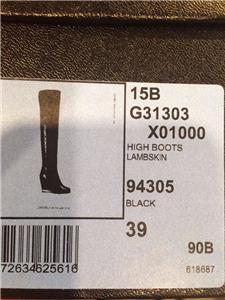 15B
G31303
X01000
HIGH BOOTS
LAMBSKIN
94305
BLACK
39
90B
72634625616
618687